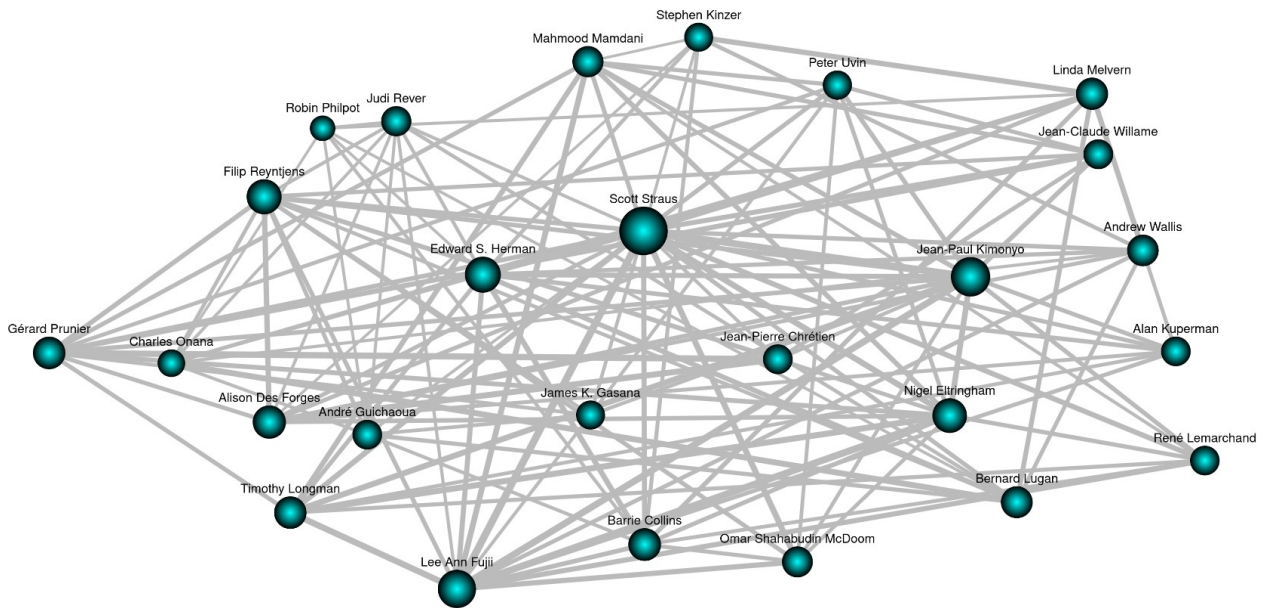 Stephen Kinzer
Mahmood Mamdani
Peter Uvin
Linda Melvern
Judi Rever
Robin Philpot
Jean-Claude Willame
Filip Reyntjens
Scott Straus
Andrew Wallis
Edward S. Herman
Jean-Paul Kimonyo
Gérard Prunier
Charles Onana
Jean-Pierre Chrétien
Alan Kuperman
Alison Des Forges
James K. Gasana
Nigel Eltringham
André Guichaoua
René Lemarchand
Timothy Longman
Bernard Lugan
Barrie Collins
Omar Shahabudin McDoom
Lee Ann Fujii